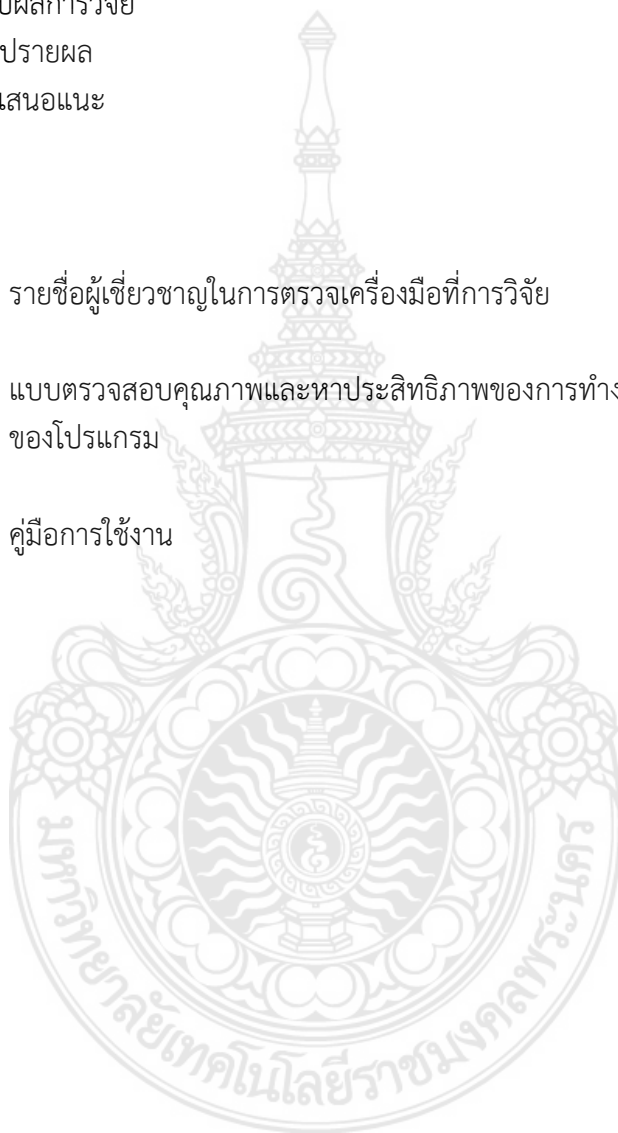 ผลการวิจัย
ปรายผล
เสนอแนะ
รายชื่อผู้เชี่ยวชาญในการตรวจเครื่องมือที่การวิจัย
แบบตรวจสอบคุณภาพและหาประสิทธิภาพของการทำง
ของโปรแกรม
คู่มือการใช้งาน
มหาวิทยาลัยเทคโนโลยีราชมงคลพระนคร